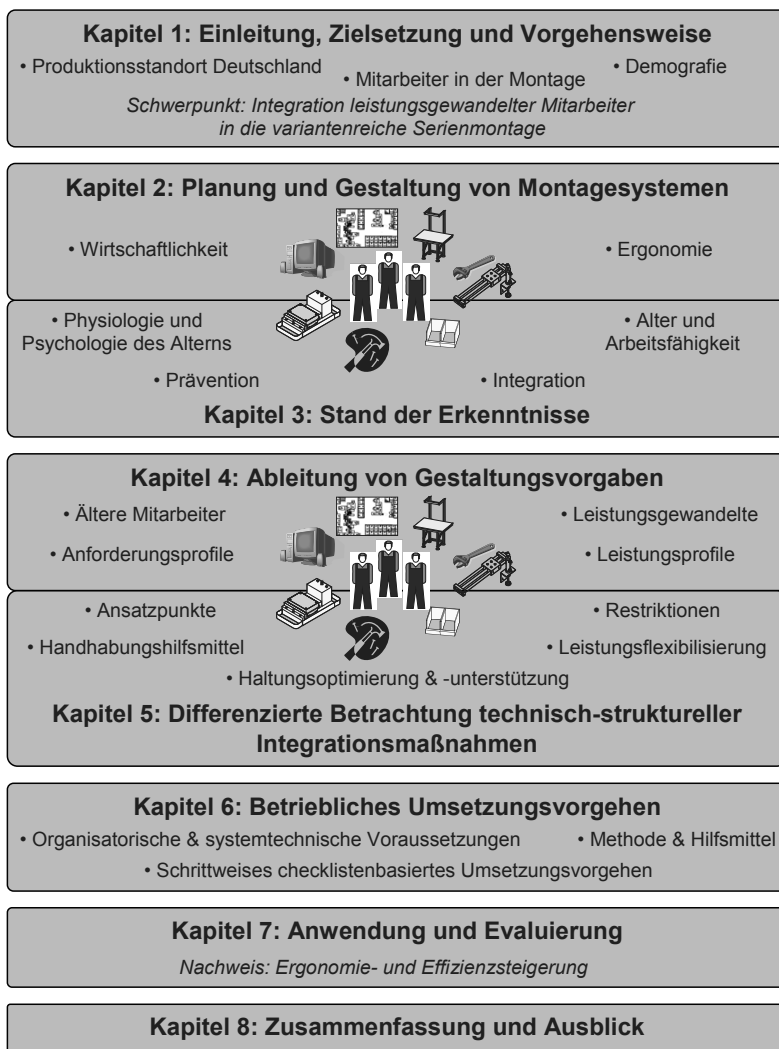 Kapitel 1: Einleitung, Zielsetzung und Vorgehensweise
• Produktionsstandort Deutschland
• Mitarbeiter in der Montage
• Demografie
Schwerpunkt: Integration leistungsgewandelter Mitarbeiter
in die variantenreiche Serienmontage
Kapitel 2: Planung und Gestaltung von Montagesystemen
• Wirtschaftlichkeit
• Ergonomie
• Physiologie und
Psychologie des Alterns
• Alter und
Arbeitsfähigkeit
• Prävention
• Integration
Kapitel 3: Stand der Erkenntnisse
Kapitel 4: Ableitung von Gestaltungsvorgaben
• Ältere Mitarbeiter
• Leistungsgewandelte
• Anforderungsprofile
• Leistungsprofile
• Ansatzpunkte
• Restriktionen
• Handhabungshilfsmittel
• Leistungsflexibilisierung
• Haltungsoptimierung & -unterstützung
Kapitel 5: Differenzierte Betrachtung technisch-struktureller
Integrationsmaßnahmen
Kapitel 6: Betriebliches Umsetzungsvorgehen
• Organisatorische & systemtechnische Voraussetzungen
• Methode & Hilfsmittel
• Schrittweises checklistenbasiertes Umsetzungsvorgehen
Kapitel 7: Anwendung und Evaluierung
Nachweis: Ergonomie- und Effizienzsteigerung
Kapitel 8: Zusammenfassung und Ausblick